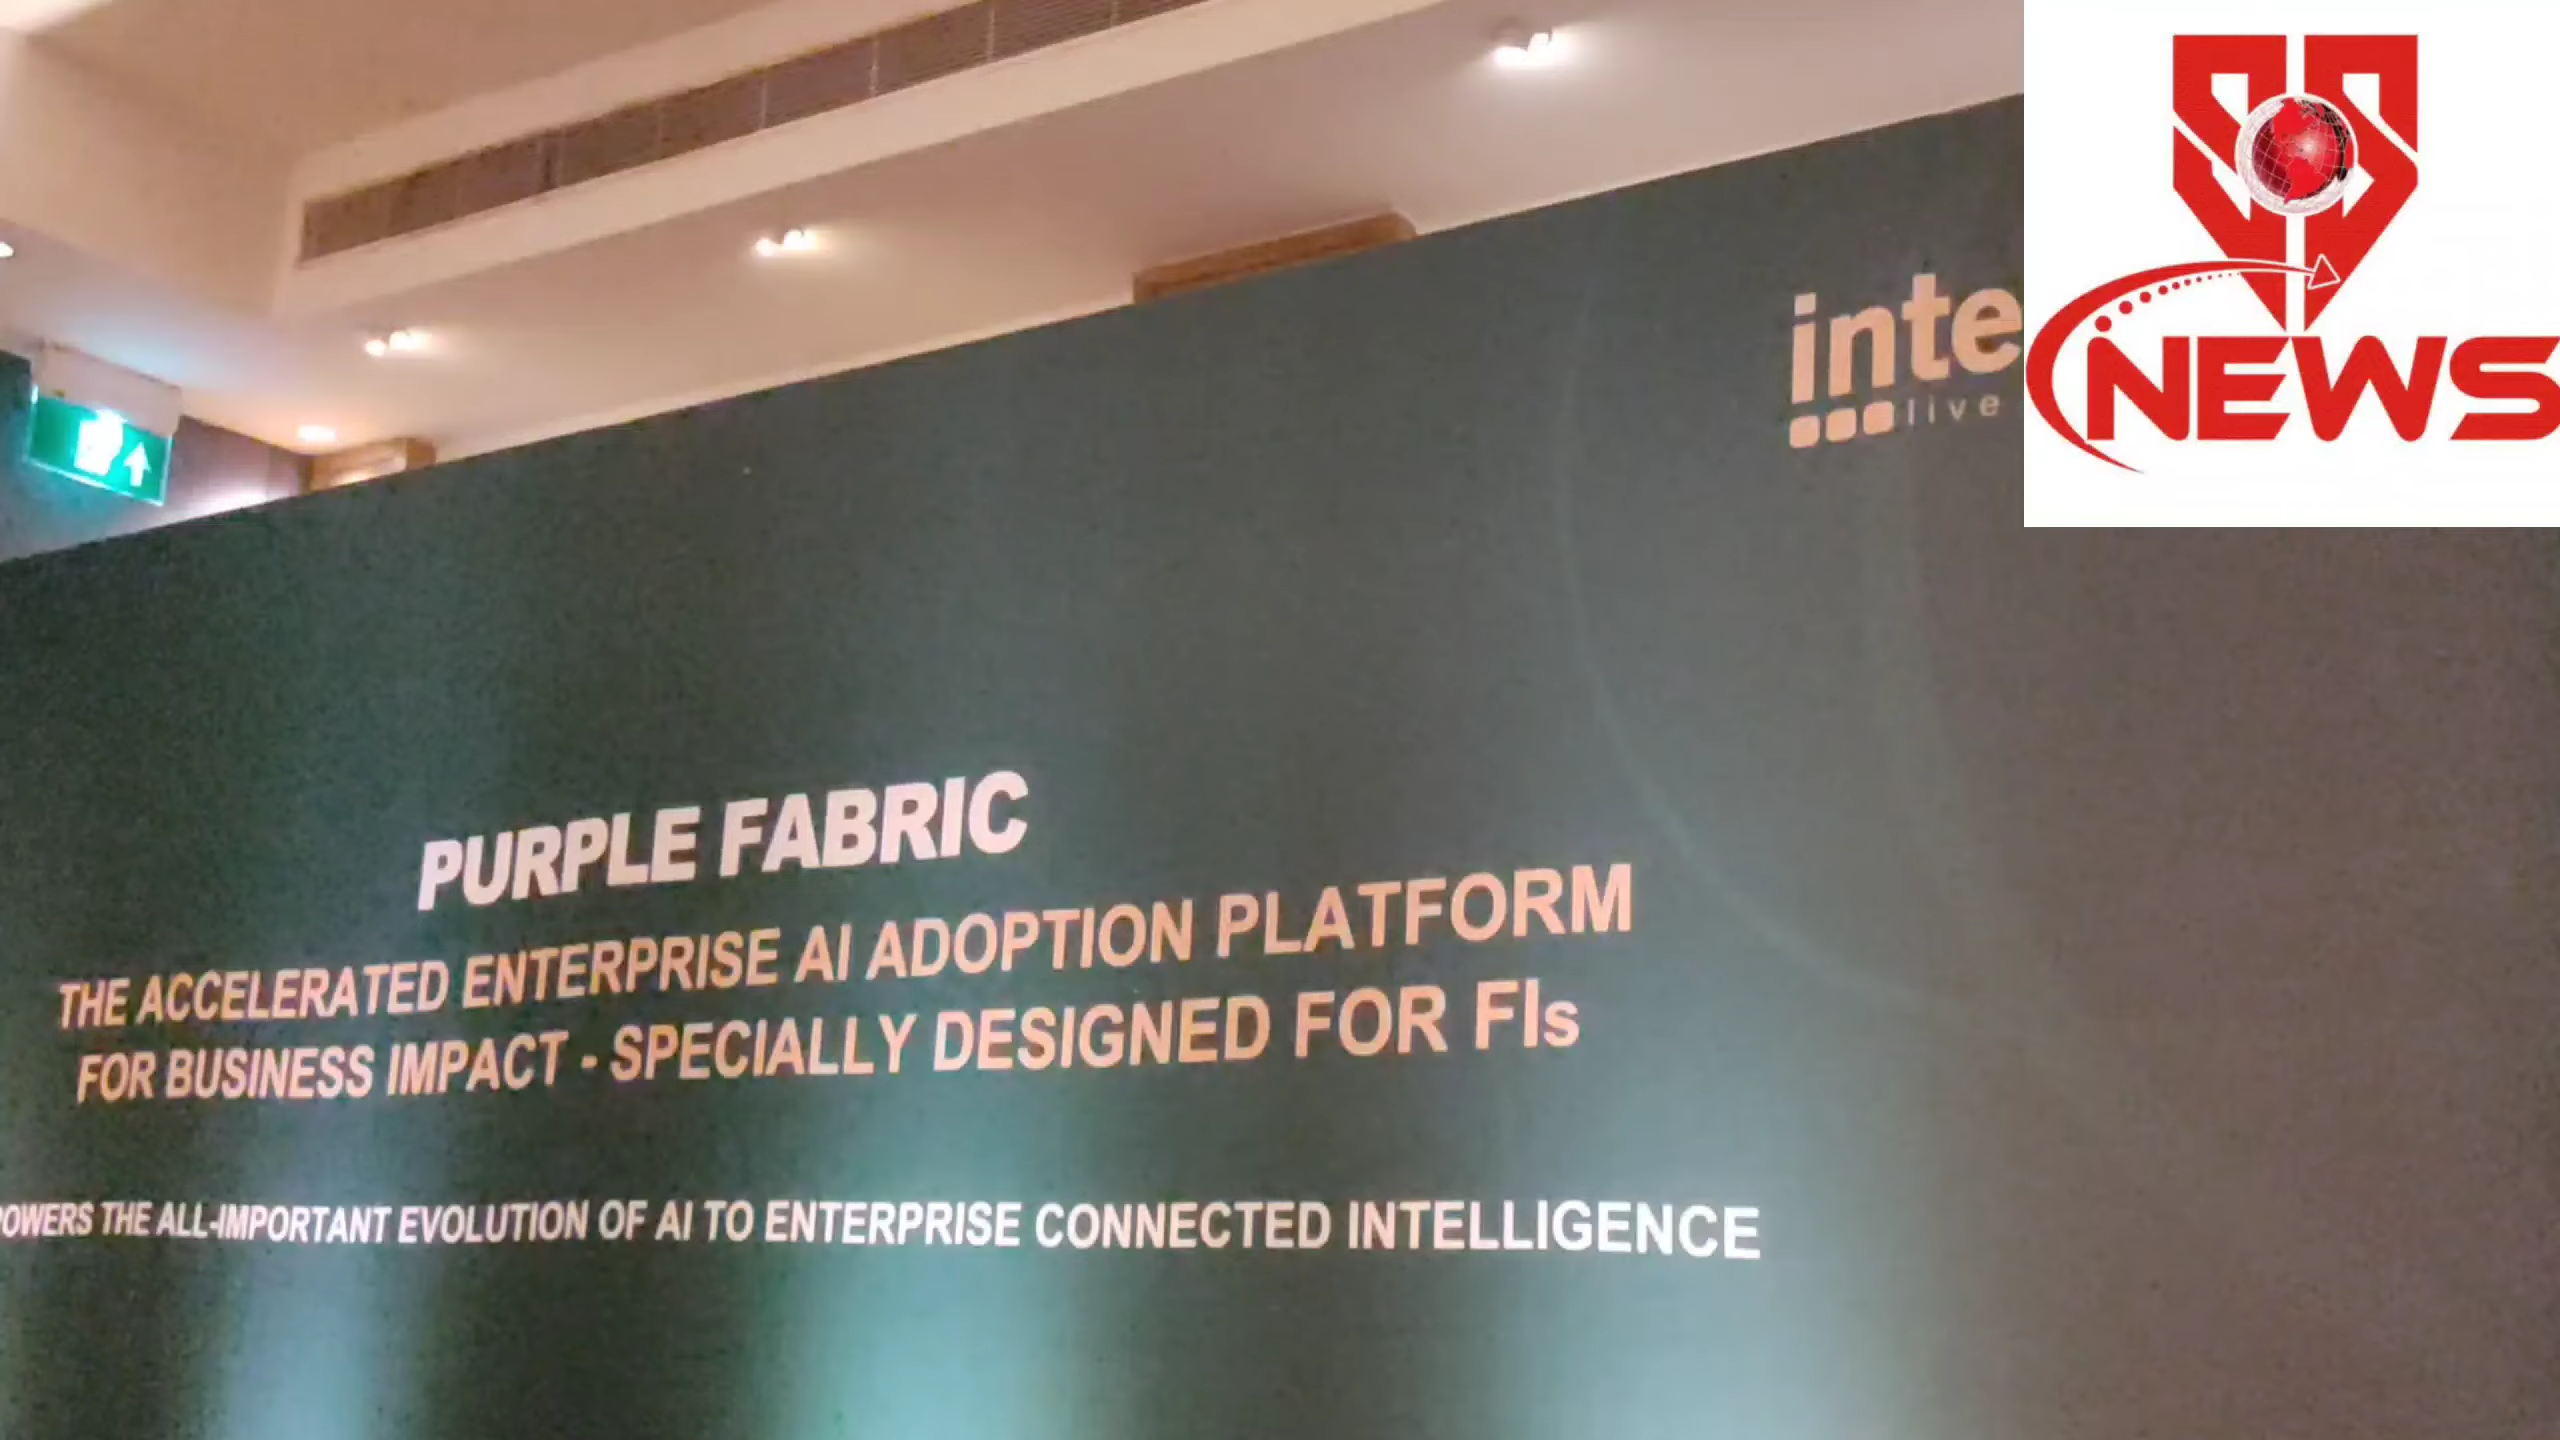 inte
live
NEWS
PURPLE FABRIC
THE ACCELERATED ENTERPRISE AI ADOPTION PLATFORM
FOR BUSINESS IMPACT - SPECIALLY DESIGNED FOR FIs
POWERS THE ALL-IMPORTANT EVOLUTION OF AI TO ENTERPRISE CONNECTED INTELLIGENCE